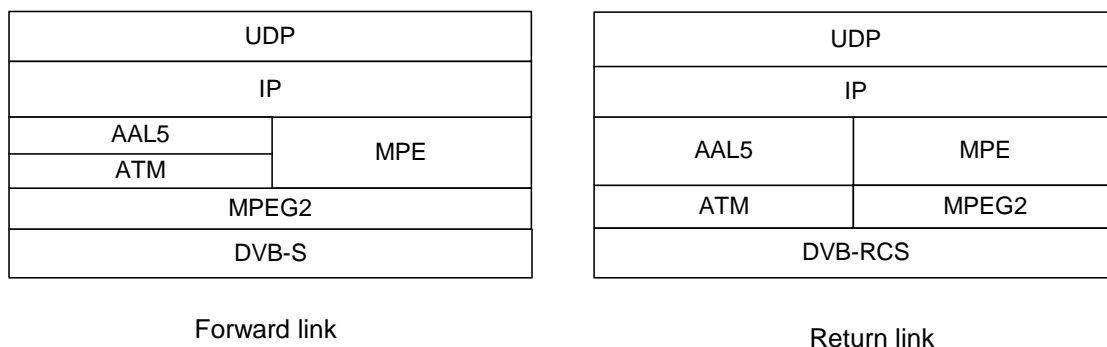 UDP
IP
AAL5
MPE
ATM
MPEG2
DVB-S
Forward link
UDP
IP
AAL5
MPE
ATM
MPEG2
DVB-RCS
Return link